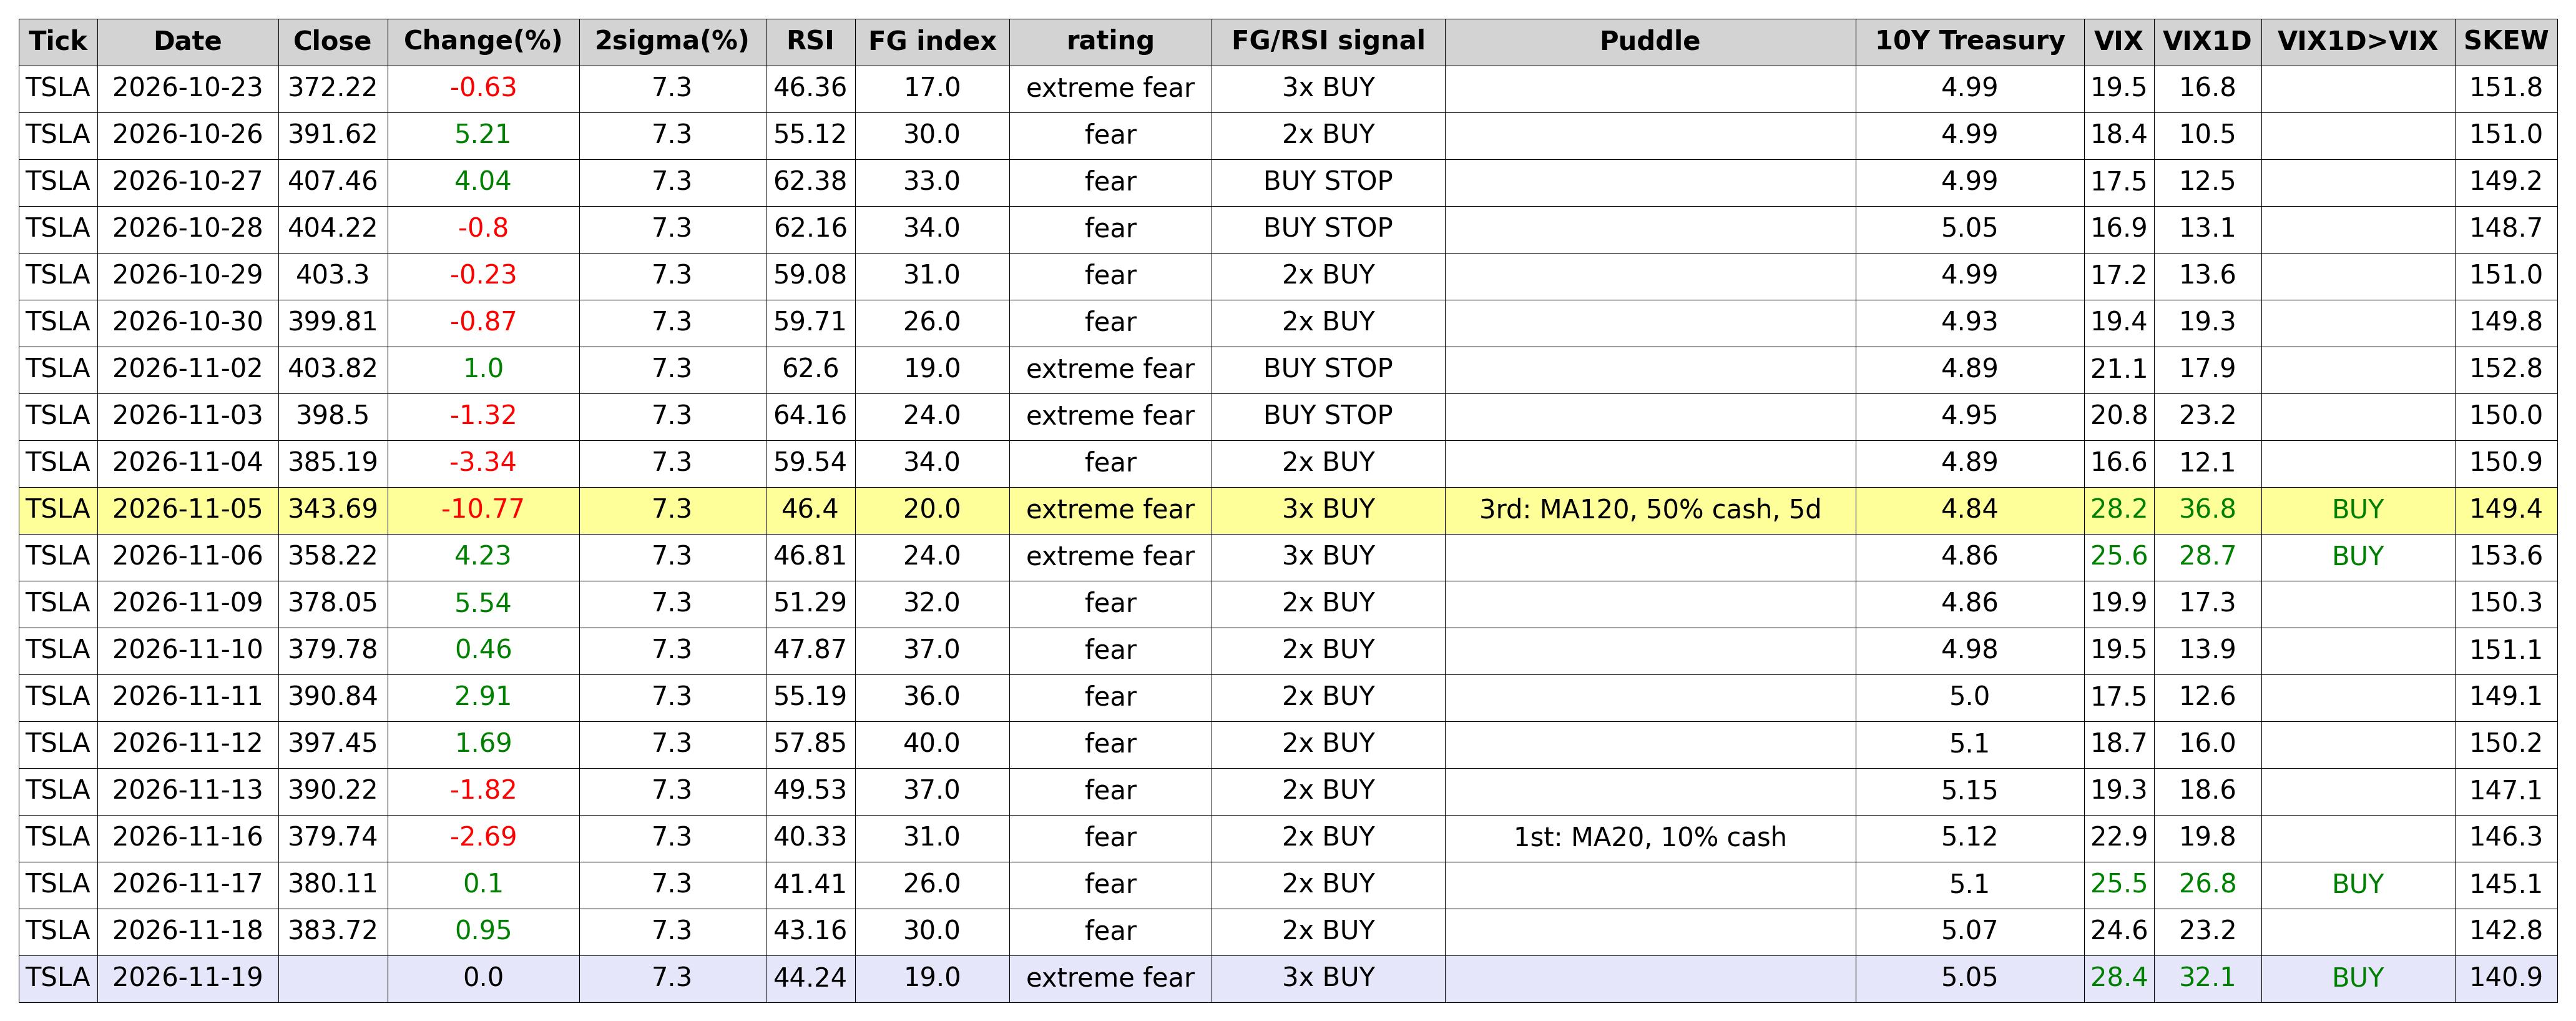 Tick Date Close Change(%) 2sigma(%) RSI FG index rating FG/RSI signal Puddle 10Y Treasury VIX VIX1D VIX1D>VIX SKEW
TSLA 2026-10-23 372.22 -0.63 7.3 46.36 17.0 extreme fear 3x BUY 4.99 19.5 16.8 151.8
TSLA 2026-10-26 391.62 5.21 7.3 55.12 30.0 fear 2x BUY 4.99 18.4 10.5 151.0
TSLA 2026-10-27 407.46 4.04 7.3 62.38 33.0 fear BUY STOP 4.99 17.5 12.5 149.2
TSLA 2026-10-28 404.22 -0.8 7.3 62.16 34.0 fear BUY STOP 5.05 16.9 13.1 148.7
TSLA 2026-10-29 403.3 -0.23 7.3 59.08 31.0 fear 2x BUY 4.99 17.2 13.6 151.0
TSLA 2026-10-30 399.81 -0.87 7.3 59.71 26.0 fear 2x BUY 4.93 19.4 19.3 149.8
TSLA 2026-11-02 403.82 1.0 7.3 62.6 19.0 extreme fear BUY STOP 4.89 21.1 17.9 152.8
TSLA 2026-11-03 398.5 -1.32 7.3 64.16 24.0 extreme fear BUY STOP 4.95 20.8 23.2 150.0
TSLA 2026-11-04 385.19 -3.34 7.3 59.54 34.0 fear 2x BUY 4.89 16.6 12.1 150.9
TSLA 2026-11-05 343.69 -10.77 7.3 46.4 20.0 extreme fear 3x BUY 3rd: MA120, 50% cash, 5d 4.84 28.2 36.8 BUY 149.4
TSLA 2026-11-06 358.22 4.23 7.3 46.81 24.0 extreme fear 3x BUY 4.86 25.6 28.7 BUY 153.6
TSLA 2026-11-09 378.05 5.54 7.3 51.29 32.0 fear 2x BUY 4.86 19.9 17.3 150.3
TSLA 2026-11-10 379.78 0.46 7.3 47.87 37.0 fear 2x BUY 4.98 19.5 13.9 151.1
TSLA 2026-11-11 390.84 2.91 7.3 55.19 36.0 fear 2x BUY 5.0 17.5 12.6 149.1
TSLA 2026-11-12 397.45 1.69 7.3 57.85 40.0 fear 2x BUY 5.1 18.7 16.0 150.2
TSLA 2026-11-13 390.22 -1.82 7.3 49.53 37.0 fear 2x BUY 5.15 19.3 18.6 147.1
TSLA 2026-11-16 379.74 -2.69 7.3 40.33 31.0 fear 2x BUY 1st: MA20, 10% cash 5.12 22.9 19.8 146.3
TSLA 2026-11-17 380.11 0.1 7.3 41.41 26.0 fear 2x BUY 5.1 25.5 26.8 BUY 145.1
TSLA 2026-11-18 383.72 0.95 7.3 43.16 30.0 fear 2x BUY 5.07 24.6 23.2 142.8
TSLA 2026-11-19 0.0 7.3 44.24 19.0 extreme fear 3x BUY 5.05 28.4 32.1 BUY 140.9